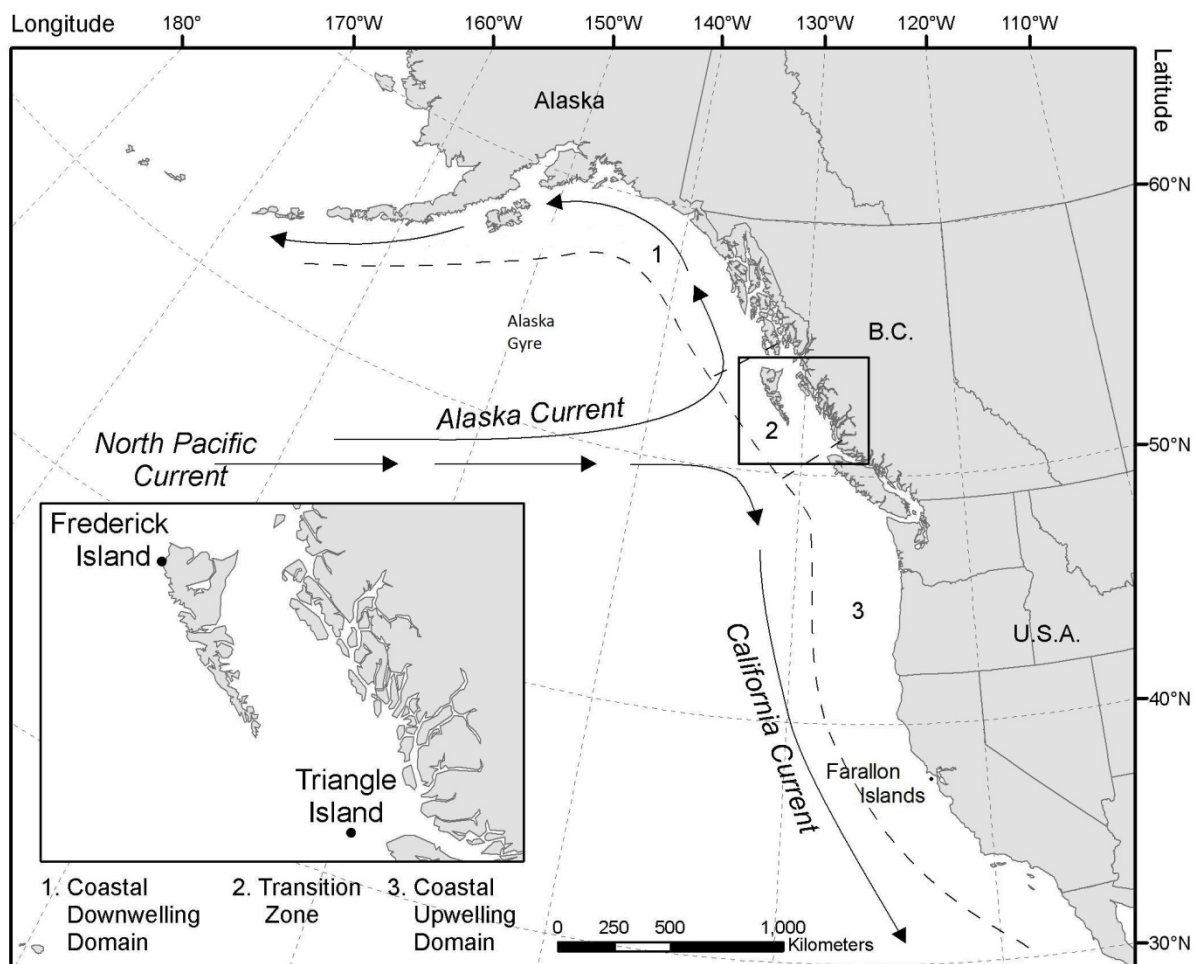 Longitude
180°
170°W
160°W
150°W
140°W
130°W
120°W
110°W
Latitude
Alaska
60°N
1
Alaska
Gyre
B.C.
Alaska Current
2
North Pacific
Current
50°N
Frederick
Island
3
U.S.A.
California Current
40°N
Farallon
Islands
Triangle
Island
1. Coastal
Downwelling
Domain
2. Transition
Zone
3. Coastal
Upwelling
Domain
0 250 500 1,000
Kilometers
30°N